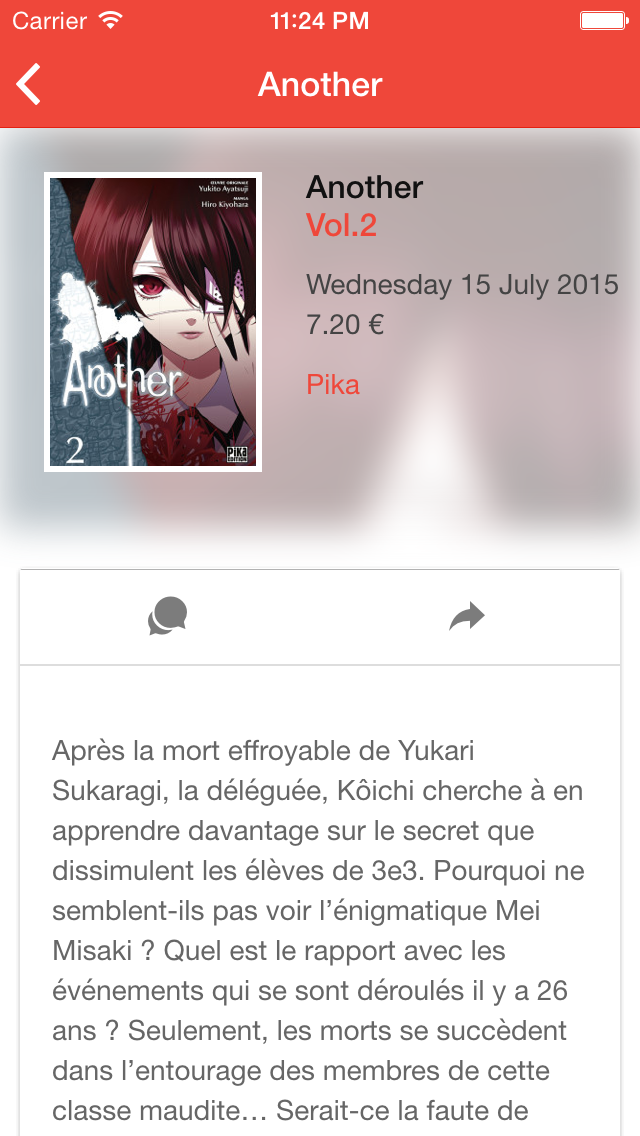 Carrier 11:24 PM
Another
ŒUVRE ORIGINALE
Yukito Ayatsuji
MANGA
Hiro Kiyohara
Another
2
PIKA
EDITION
Another
Vol.2
Wednesday 15 July 2015
7.20 €
Pika
Après la mort effroyable de Yukari
Sukaragi, la déléguée, Kôichi cherche à en
apprendre davantage sur le secret que
dissimulent les élèves de 3e3. Pourquoi ne
semblent-ils pas voir l’énigmatique Mei
Misaki ? Quel est le rapport avec les
événements qui se sont déroulés il y a 26
ans ? Seulement, les morts se succèdent
dans l’entourage des membres de cette
classe maudite… Serait-ce la faute de